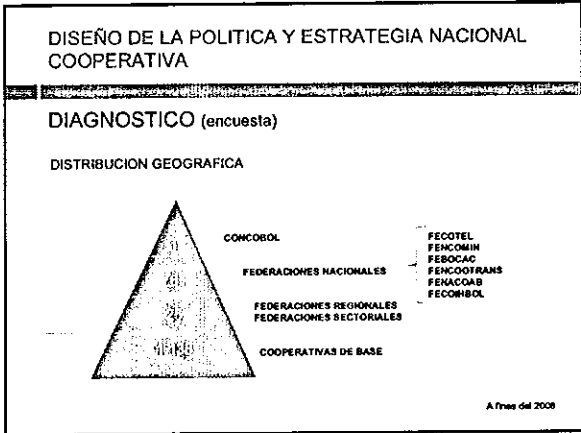 DISEÑO DE LA POLITICA Y ESTRATEGIA NACIONAL
COOPERATIVA
DIAGNOSTICO (encuesta)
DISTRIBUCION GEOGRAFICA
CONCOBOL
FEDERACIONES NACIONALES
FECOTEL
FENCOMIN
FEBOCAC
FENCOOTRANS
FENACOAB
FECOINBOL
FEDERACIONES REGIONALES
FEDERACIONES SECTORIALES
COOPERATIVAS DE BASE
A fines del 2008